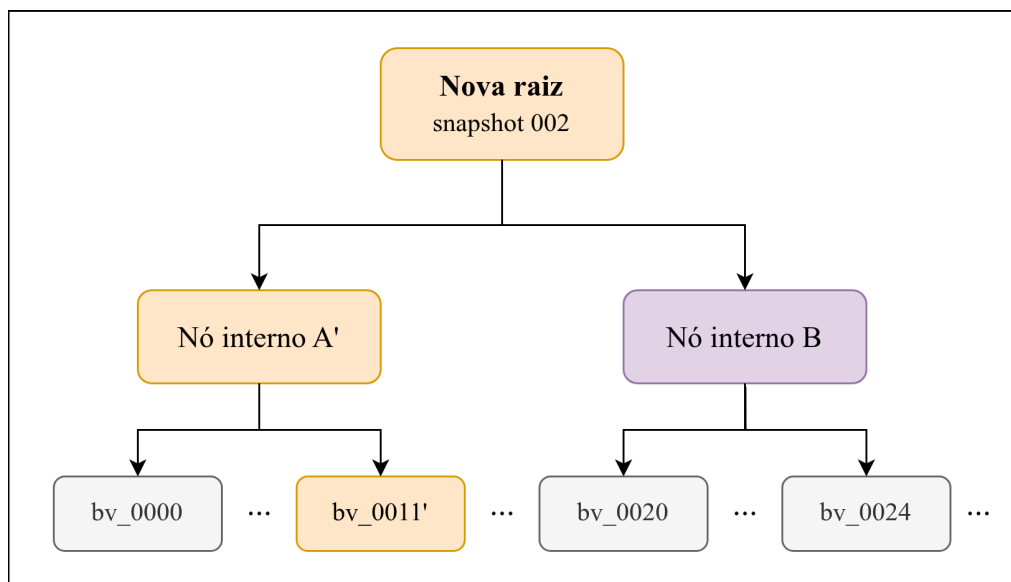 Nova raiz
snapshot 002
Nó interno A'
Nó interno B
bv_0000 ... bv_0011' ... bv_0020 ... bv_0024 ...